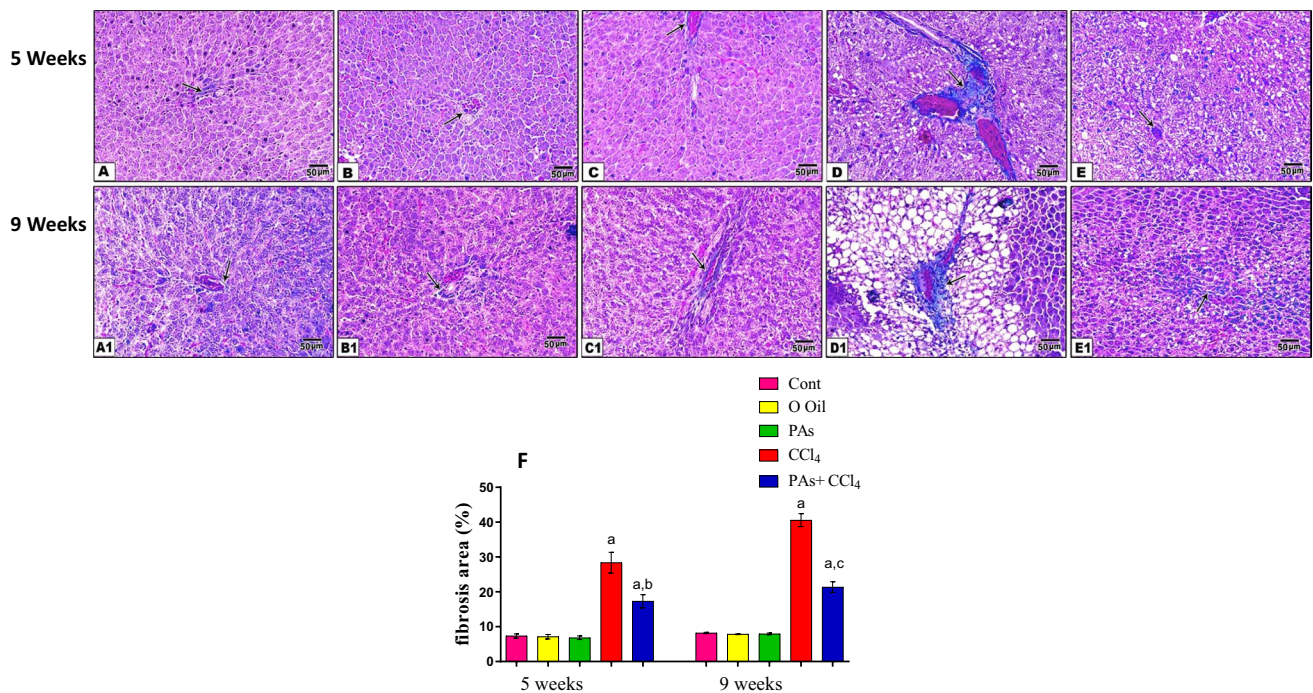 5 Weeks
A
50µm
B
50µm
C
50µm
D
50µm
E
50µm
9 Weeks
A1
50µm
B1
50µm
C1
50µm
D1
50µm
E1
50µm
Cont
O Oil
PAs
CCl₄
PAs+ CCl₄
F
fibrosis area (%)
50
40
30
20
10
0
a
a,b
a
a,c
5 weeks
9 weeks